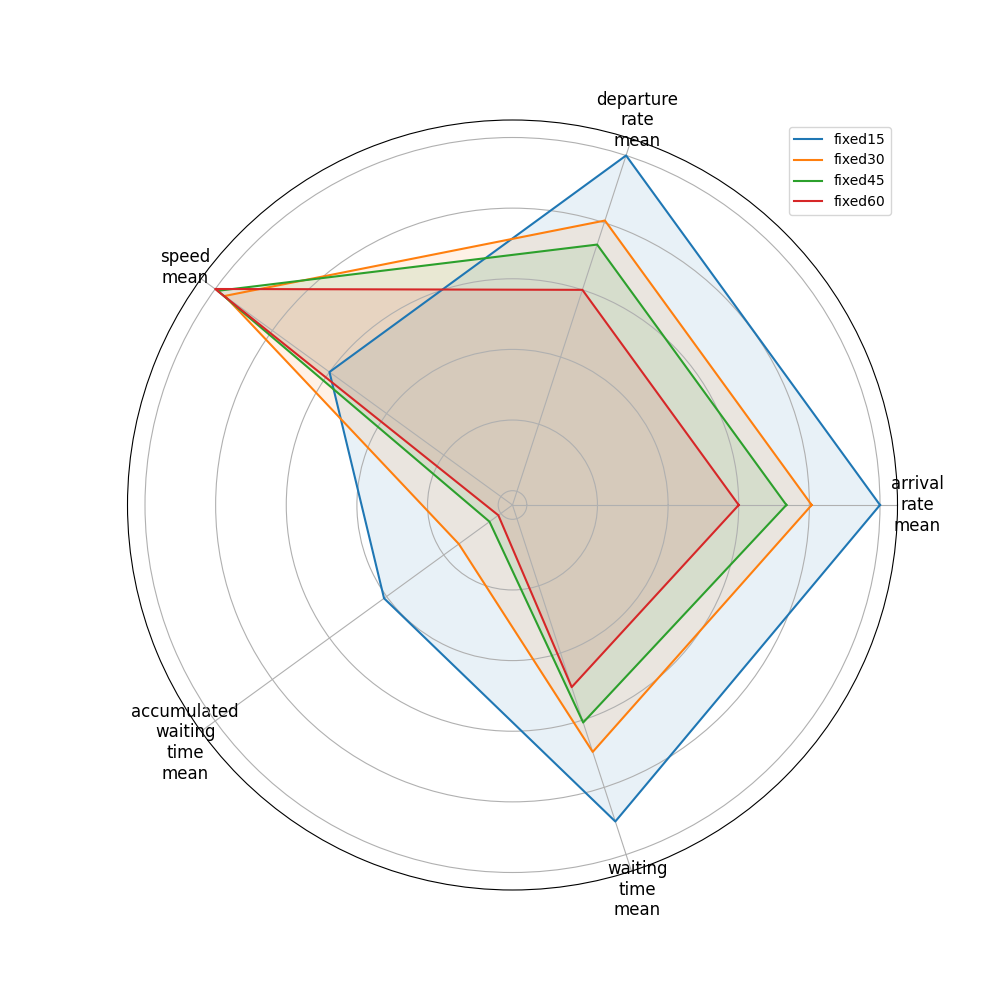 departure
rate
mean
fixed15
fixed30
fixed45
fixed60
speed
mean
arrival
rate
mean
accumulated
waiting
time
mean
waiting
time
mean